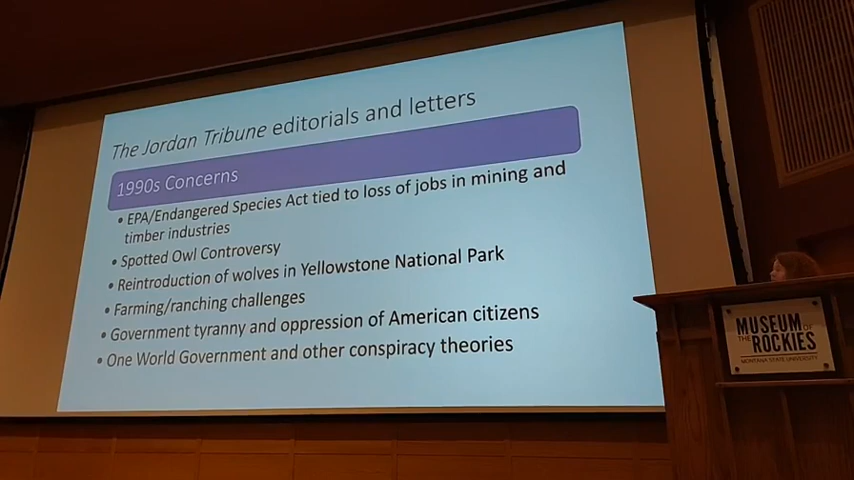 The Jordan Tribune editorials and letters
1990s Concerns
• EPA/Endangered Species Act tied to loss of jobs in mining and
timber industries
• Spotted Owl Controversy
• Reintroduction of wolves in Yellowstone National Park
• Farming/ranching challenges
• Government tyranny and oppression of American citizens
• One World Government and other conspiracy theories
MUSEUM OF
THE ROCKIES
MONTANA STATE UNIVERSITY